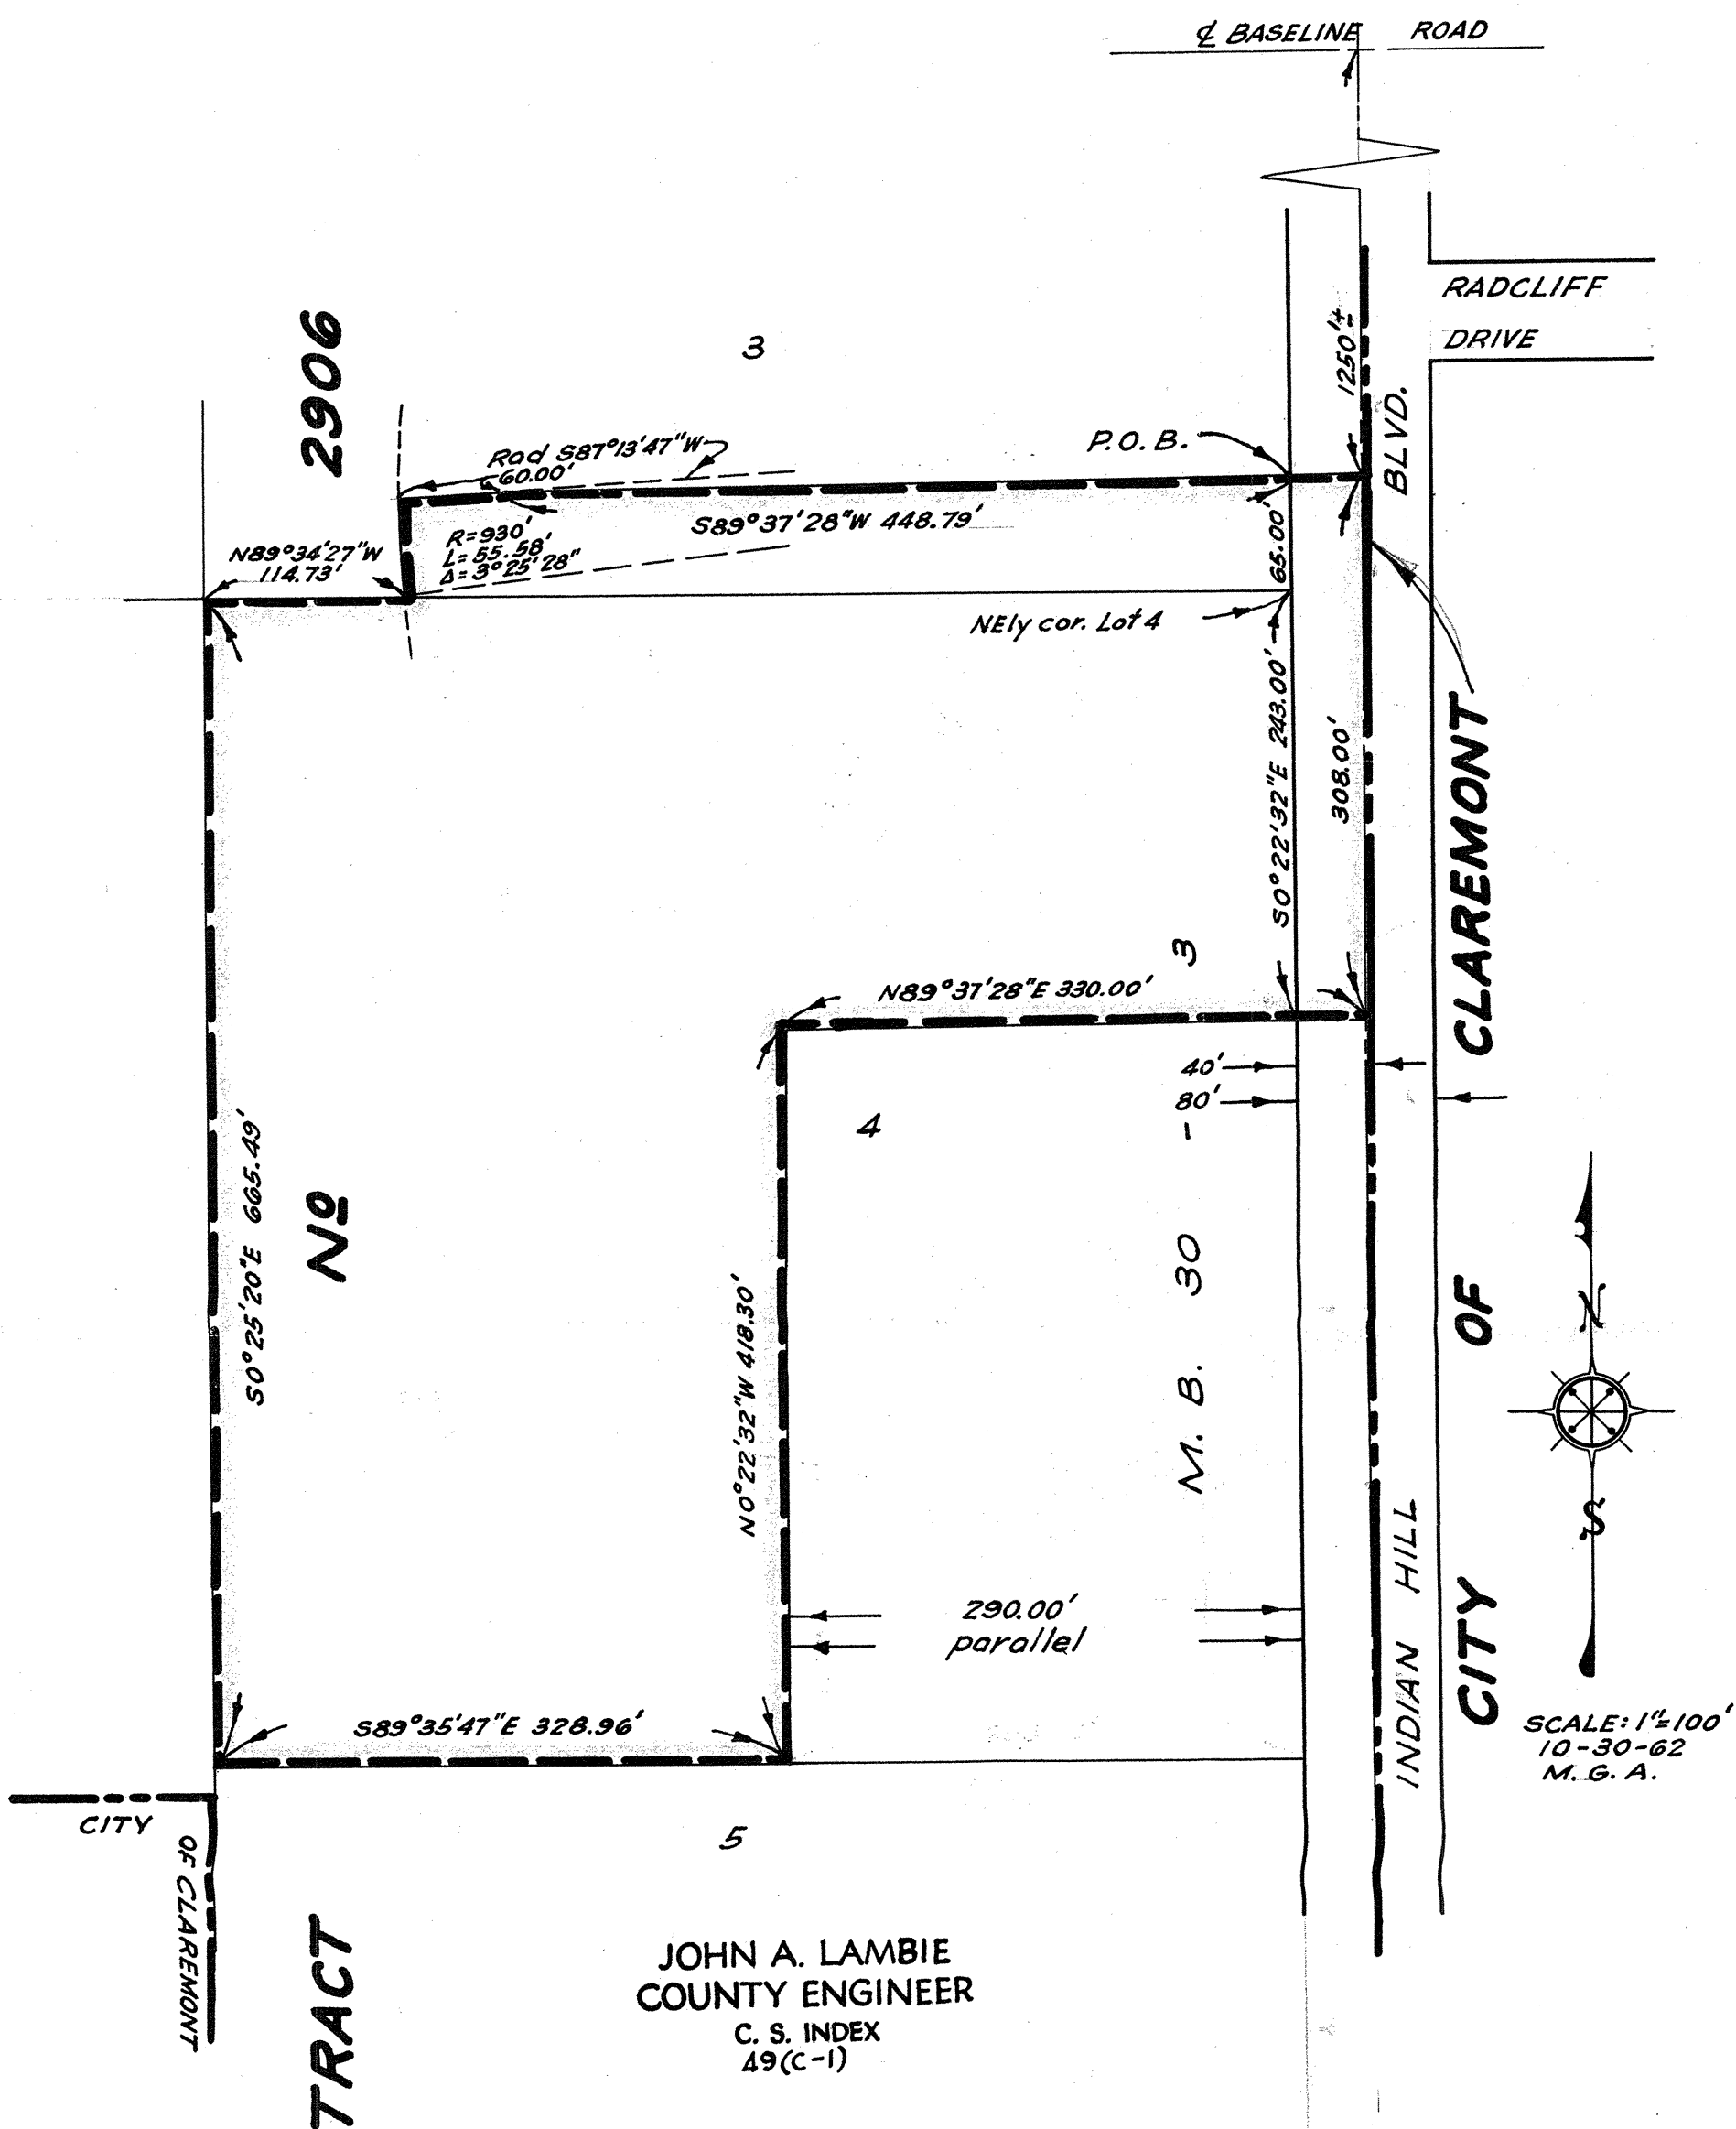 ℄ BASELINE ROAD
RADCLIFF
DRIVE
1250'±
BLVD.
P.O.B.
3
2906
Rad S87°13'47"W
60.00'
S89°37'28"W 448.79'
R=930'
L=55.58'
Δ=3°25'28"
N89°34'27"W
114.73'
65.00'
NEly cor. Lot 4
S0°22'32"E 243.00'
308.00'
N89°37'28"E 330.00'
40'
80'
4
S0°25'20"E 665.49'
N0°22'32"W 418.30'
290.00'
parallel
S89°35'47"E 328.96'
M. B. 30 - 3
TRACT Nº
INDIAN HILL
CITY OF CLAREMONT
N
S
SCALE: 1"=100'
10-30-62
M.G.A.
CITY
OF CLAREMONT
5
JOHN A. LAMBIE
COUNTY ENGINEER
C. S. INDEX
49(C-1)